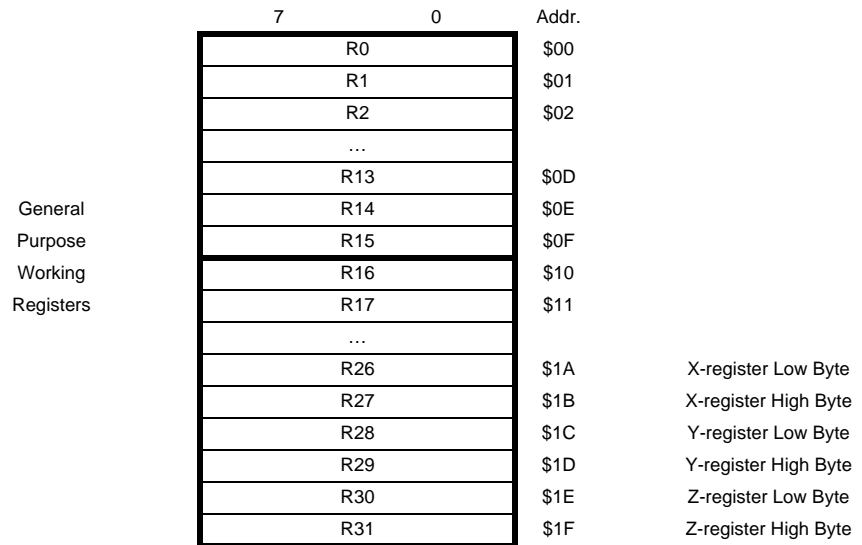 7 0 Addr.
R0 $00
R1 $01
R2 $02
…
R13 $0D
General R14 $0E
Purpose R15 $0F
Working R16 $10
Registers R17 $11
…
R26 $1A X-register Low Byte
R27 $1B X-register High Byte
R28 $1C Y-register Low Byte
R29 $1D Y-register High Byte
R30 $1E Z-register Low Byte
R31 $1F Z-register High Byte